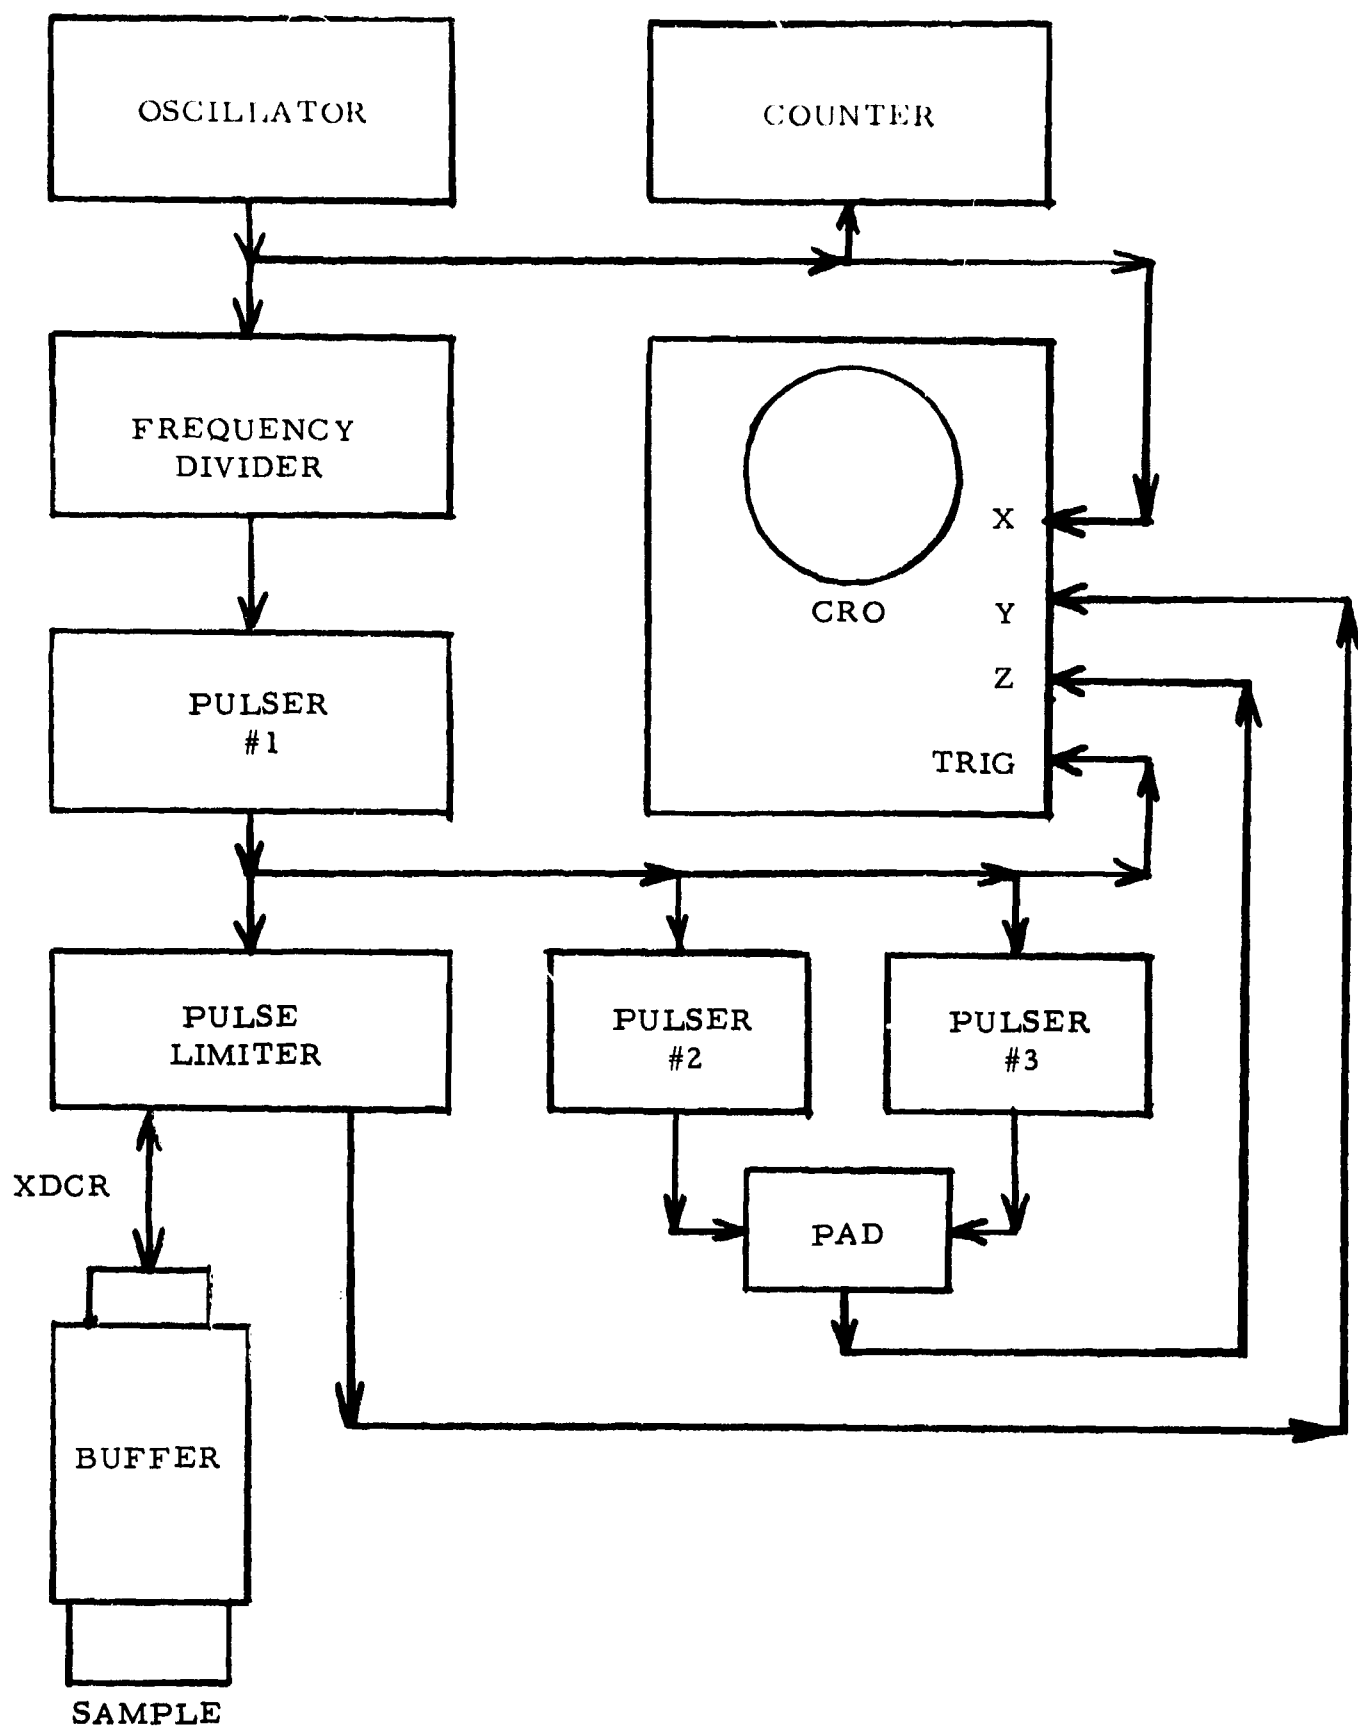 OSCILLATOR
COUNTER
FREQUENCY
DIVIDER
X
CRO
Y
Z
PULSER
#1
TRIG
PULSE
LIMITER
PULSER
#2
PULSER
#3
XDCR
PAD
BUFFER
SAMPLE